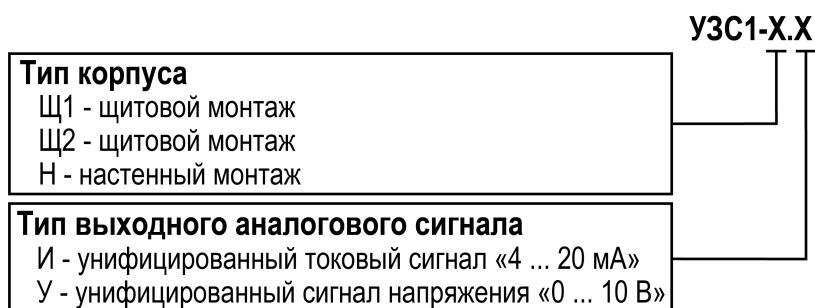 УЗС1-Х.Х
Тип корпуса
Щ1 - щитовой монтаж
Щ2 - щитовой монтаж
Н - настенный монтаж
Тип выходного аналогового сигнала
И - унифицированный токовый сигнал «4 ... 20 мА»
У - унифицированный сигнал напряжения «0 ... 10 В»